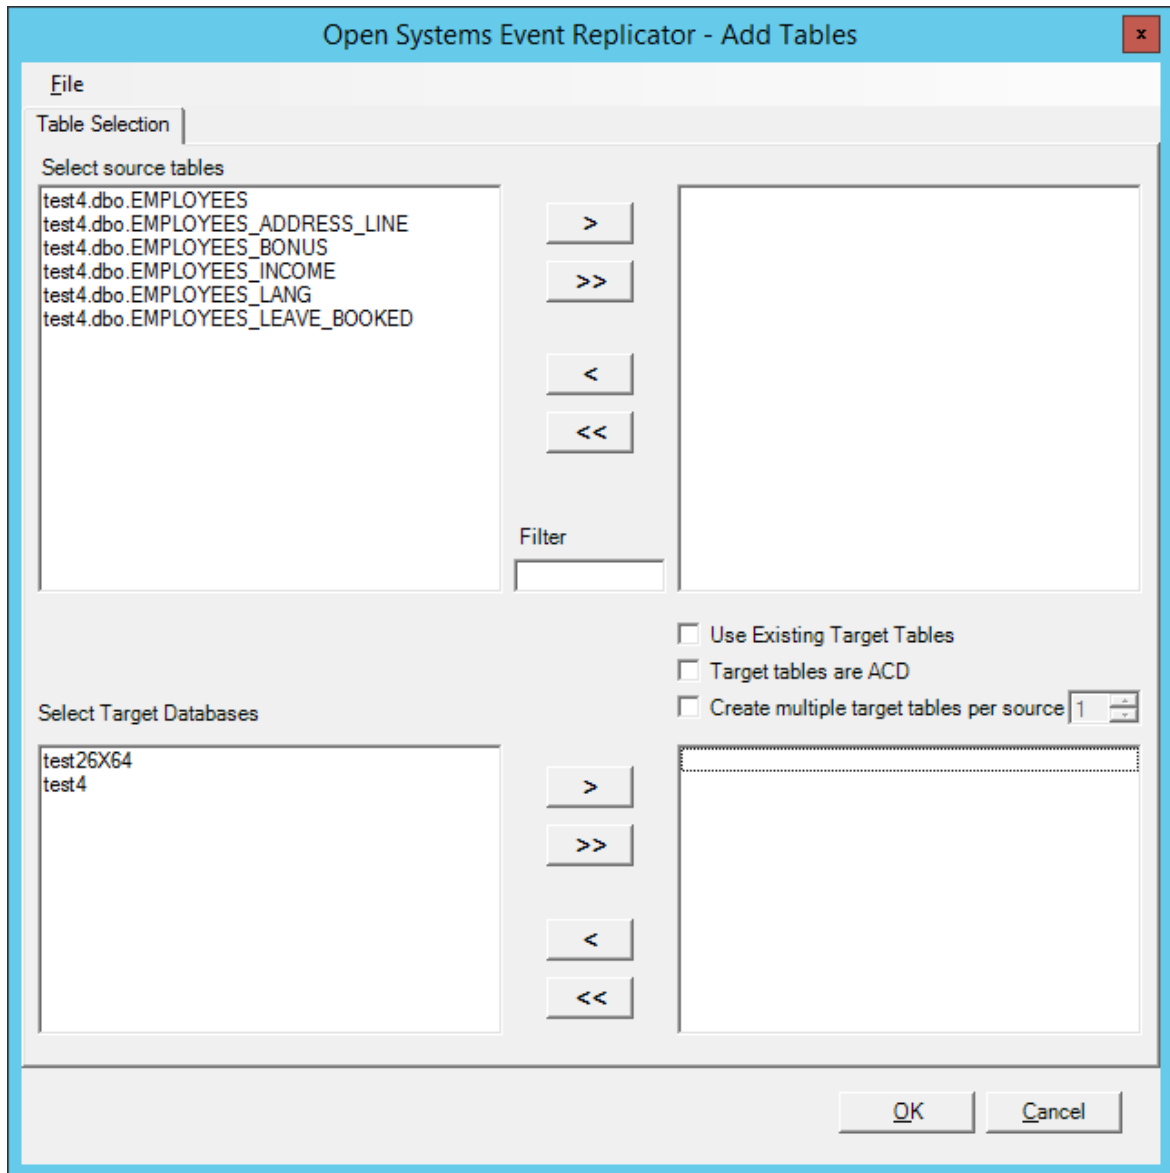 Open Systems Event Replicator - Add Tables
x
File
Table Selection
Select source tables
test4.dbo.EMPLOYEES
test4.dbo.EMPLOYEES_ADDRESS_LINE
test4.dbo.EMPLOYEES_BONUS
test4.dbo.EMPLOYEES_INCOME
test4.dbo.EMPLOYEES_LANG
test4.dbo.EMPLOYEES_LEAVE_BOOKED
>
>>
<
<<
Filter
Use Existing Target Tables
Target tables are ACD
Create multiple target tables per source 1
Select Target Databases
test26X64
test4
>
>>
<
<<
OK Cancel